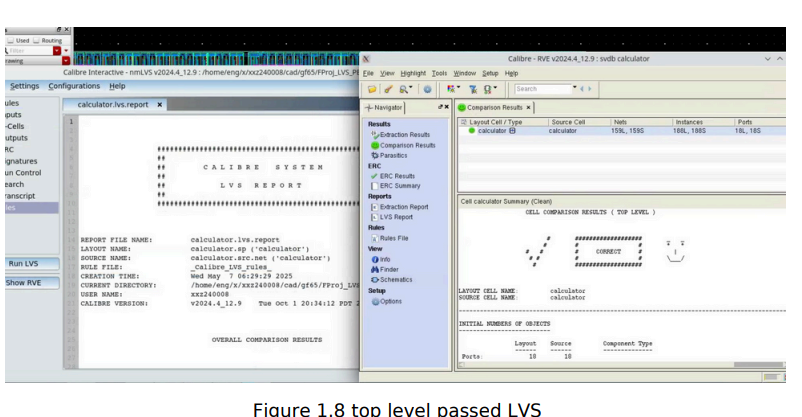 Used Routing
Filter
rawing
Calibre Interactive - nmLVS v2024.4_12.9 : /home/eng/x/xxz240008/cad/gf65/FProj_LVS_PE
Settings Configurations Help
calculator.lvs.report
ules
nputs
-Cells
utputs
RC
ignatures
un Control
earch
ranscript
iles
Run LVS
Show RVE
1
CALIBRE SYSTEM
LVS REPORT
REPORT FILE NAME: calculator.lvs.report
LAYOUT NAME: calculator.sp ('calculator')
SOURCE NAME: calculator.src.net ('calculator')
RULE FILE: _Calibre_LVS_rules_
CREATION TIME: Wed May 7 06:29:29 2025
CURRENT DIRECTORY: /home/eng/x/xxz240008/cad/gf65/FProj_LVS
USER NAME: xxz240008
CALIBRE VERSION: v2024.4_12.9 Tue Oct 1 20:34:12 PDT 2
OVERALL COMPARISON RESULTS
Calibre - RVE v2024.4_12.9 : svdb calculator
File View Highlight Tools Window Setup Help
Search
Navigator
Results
Extraction Results
Comparison Results
Parasitics
ERC
ERC Results
ERC Summary
Reports
Extraction Report
LVS Report
Rules
Rules File
View
Info
Finder
Schematics
Setup
Options
Comparison Results
Layout Cell / Type Source Cell Nets Instances Ports
calculator calculator 159L, 159S 188L, 188S 18L, 18S
Cell calculator Summary (Clean)
CELL COMPARISON RESULTS ( TOP LEVEL )
CORRECT
LAYOUT CELL NAME: calculator
SOURCE CELL NAME: calculator
INITIAL NUMBERS OF OBJECTS
Layout Source Component Type
Ports: 18 18
Figure 1.8 top level passed LVS